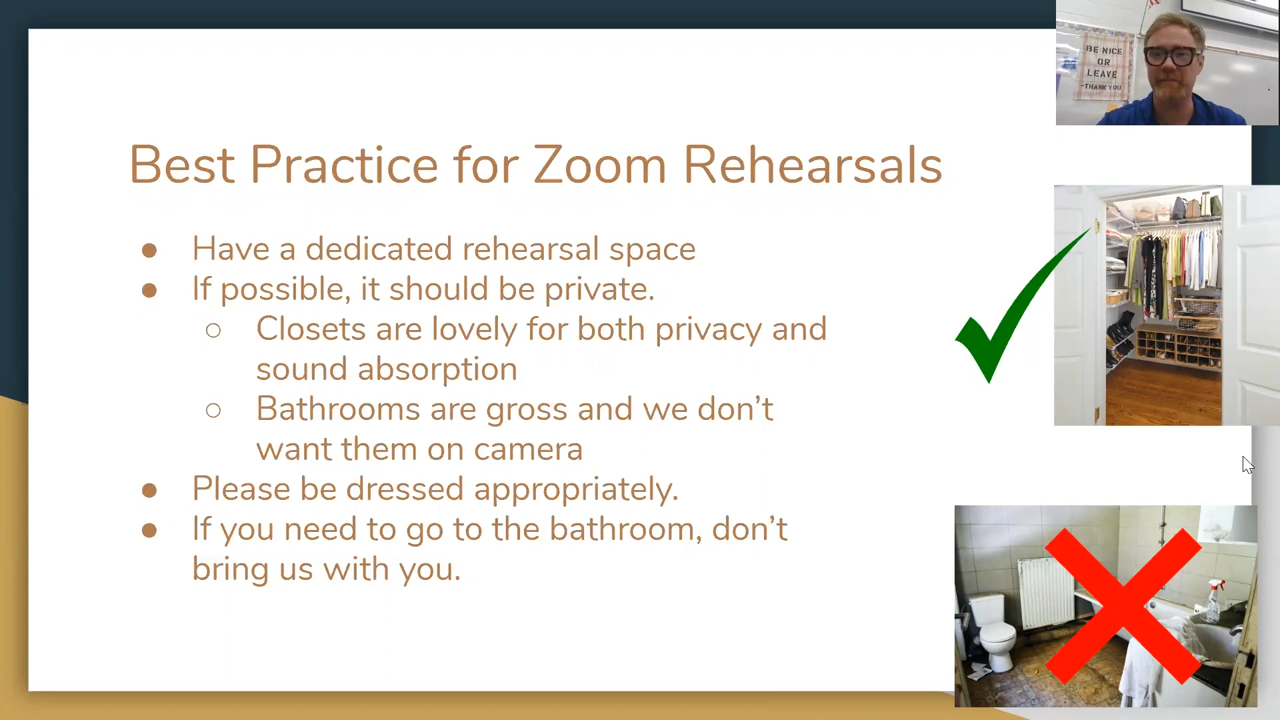 Best Practice for Zoom Rehearsals
● Have a dedicated rehearsal space
● If possible, it should be private.
○ Closets are lovely for both privacy and
sound absorption
○ Bathrooms are gross and we don’t
want them on camera
● Please be dressed appropriately.
● If you need to go to the bathroom, don’t
bring us with you.
BE NICE
OR
LEAVE
-THANK YOU